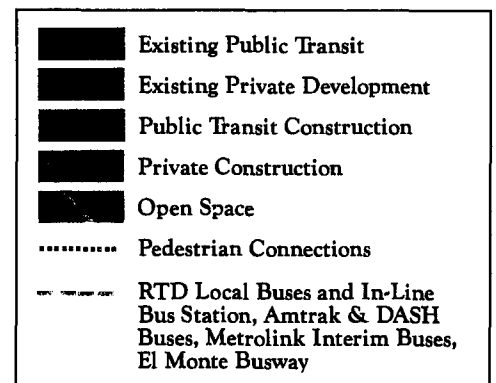 Existing Public Transit
Existing Private Development
Public Transit Construction
Private Construction
Open Space
Pedestrian Connections
RTD Local Buses and In-Line
Bus Station, Amtrak & DASH
Buses, Metrolink Interim Buses,
El Monte Busway